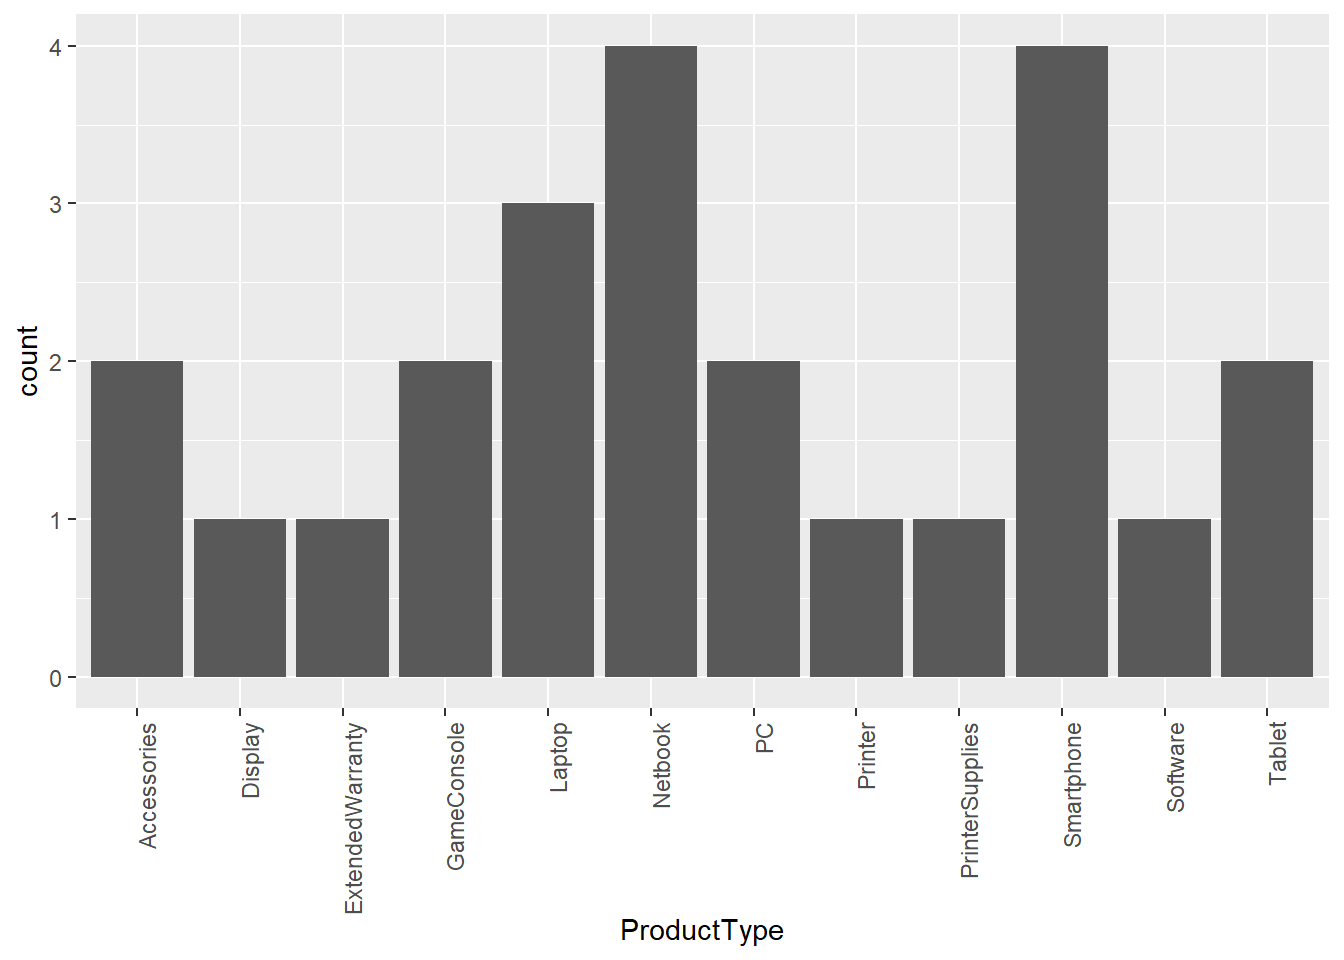 count
4
3
2
1
0
Accessories
Display
ExtendedWarranty
GameConsole
Laptop
Netbook
PC
Printer
PrinterSupplies
Smartphone
Software
Tablet
ProductType